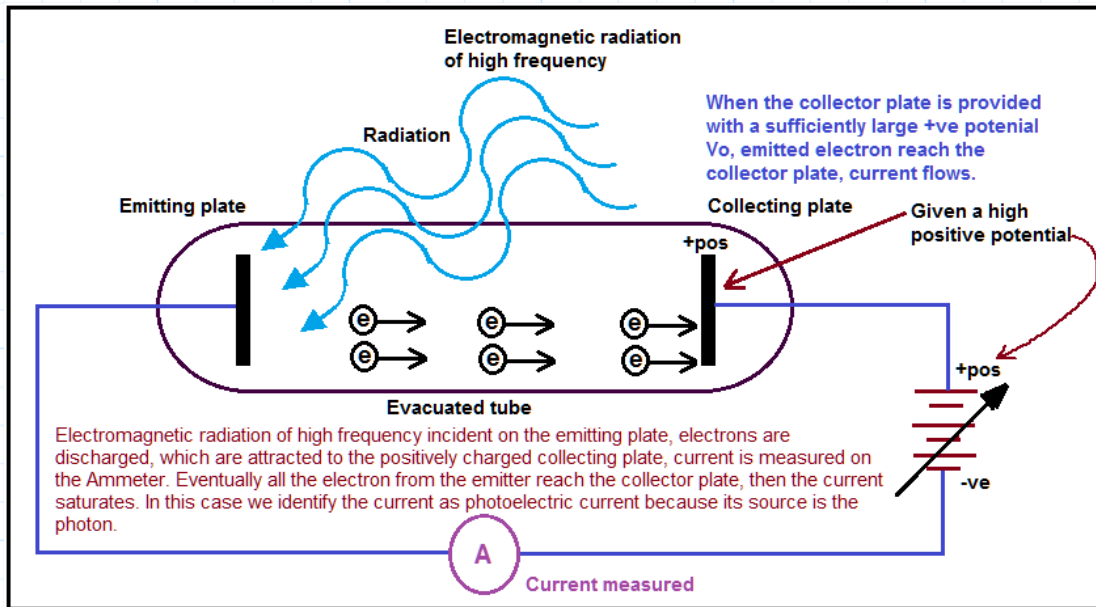 Electromagnetic radiation
of high frequency
When the collector plate is provided
with a sufficiently large +ve potenial
Vo, emitted electron reach the
collector plate, current flows.
Radiation
Emitting plate
Collecting plate
Given a high
positive potential
+pos
e
e
e
e
e
e
+pos
Evacuated tube
Electromagnetic radiation of high frequency incident on the emitting plate, electrons are
discharged, which are attracted to the positively charged collecting plate, current is measured on
the Ammeter. Eventually all the electron from the emitter reach the collector plate, then the current
saturates. In this case we identify the current as photoelectric current because its source is the
photon.
-ve
A
Current measured